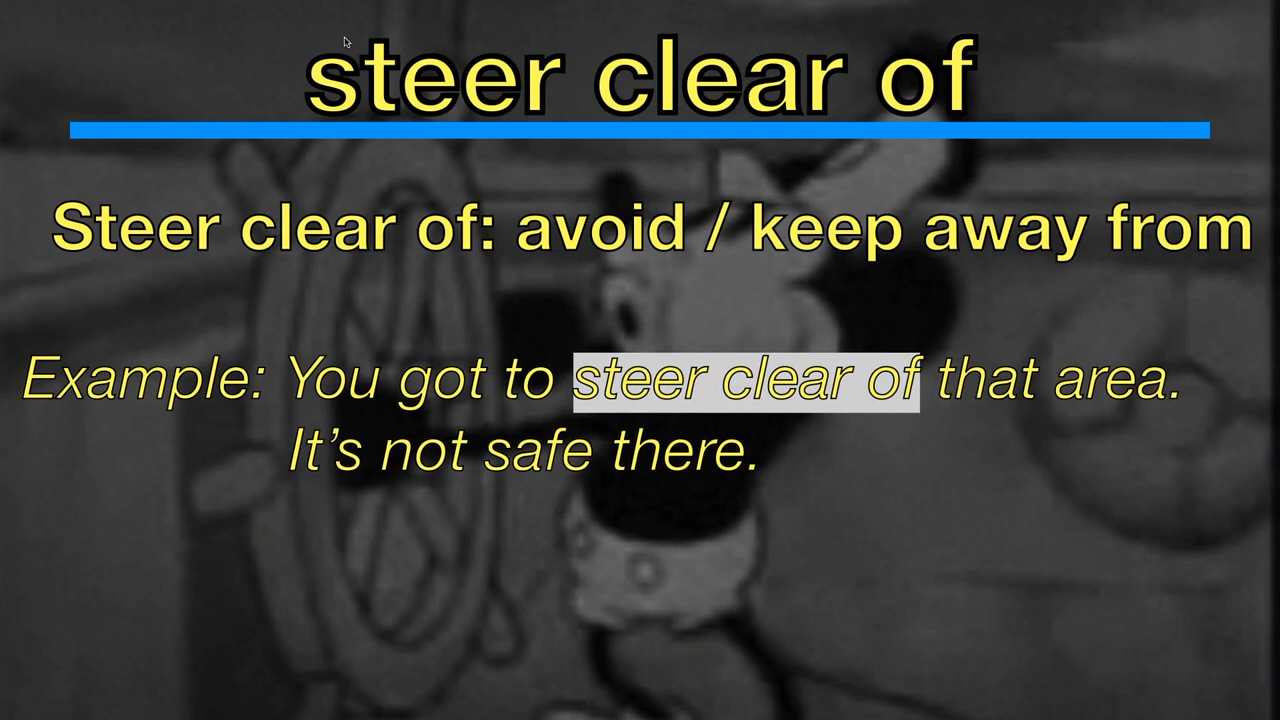 steer clear of
Steer clear of: avoid / keep away from
Example: You got to steer clear of that area.
It’s not safe there.